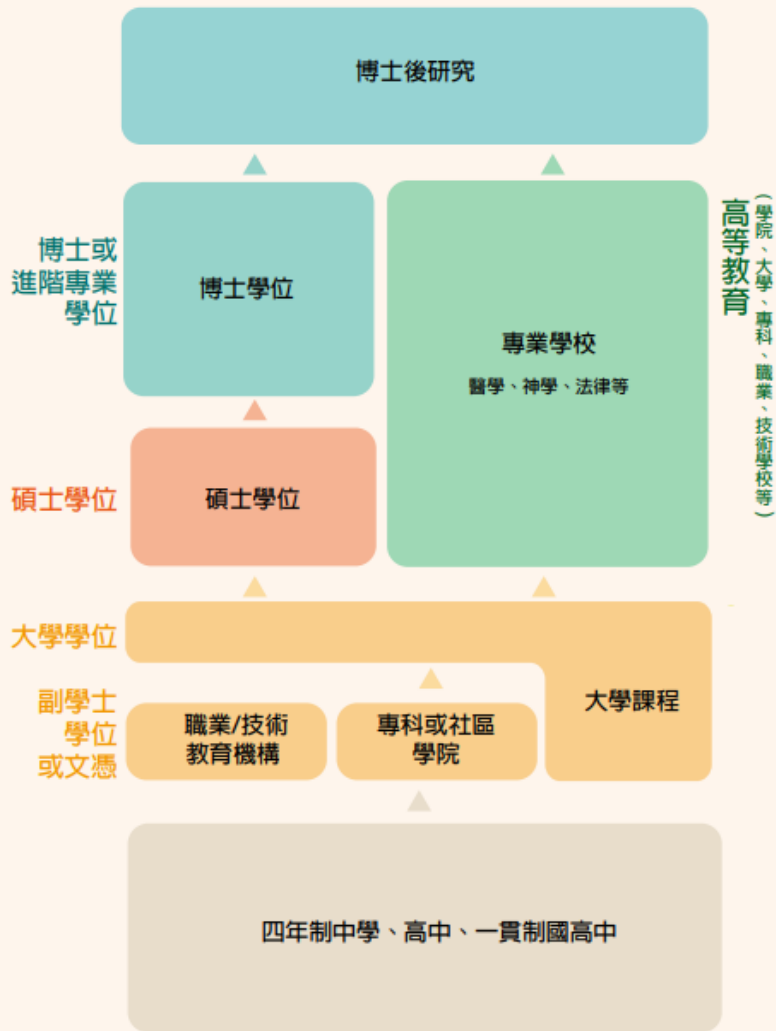 博士後研究
博士或
進階專業
學位
博士學位
專業學校
醫學、神學、法律等
高等教育
(學院、大學、專科、職業、技術學校等)
碩士學位
碩士學位
大學學位
大學課程
副學士
學位
或文憑
職業/技術
教育機構
專科或社區
學院
四年制中學、高中、一貫制國高中